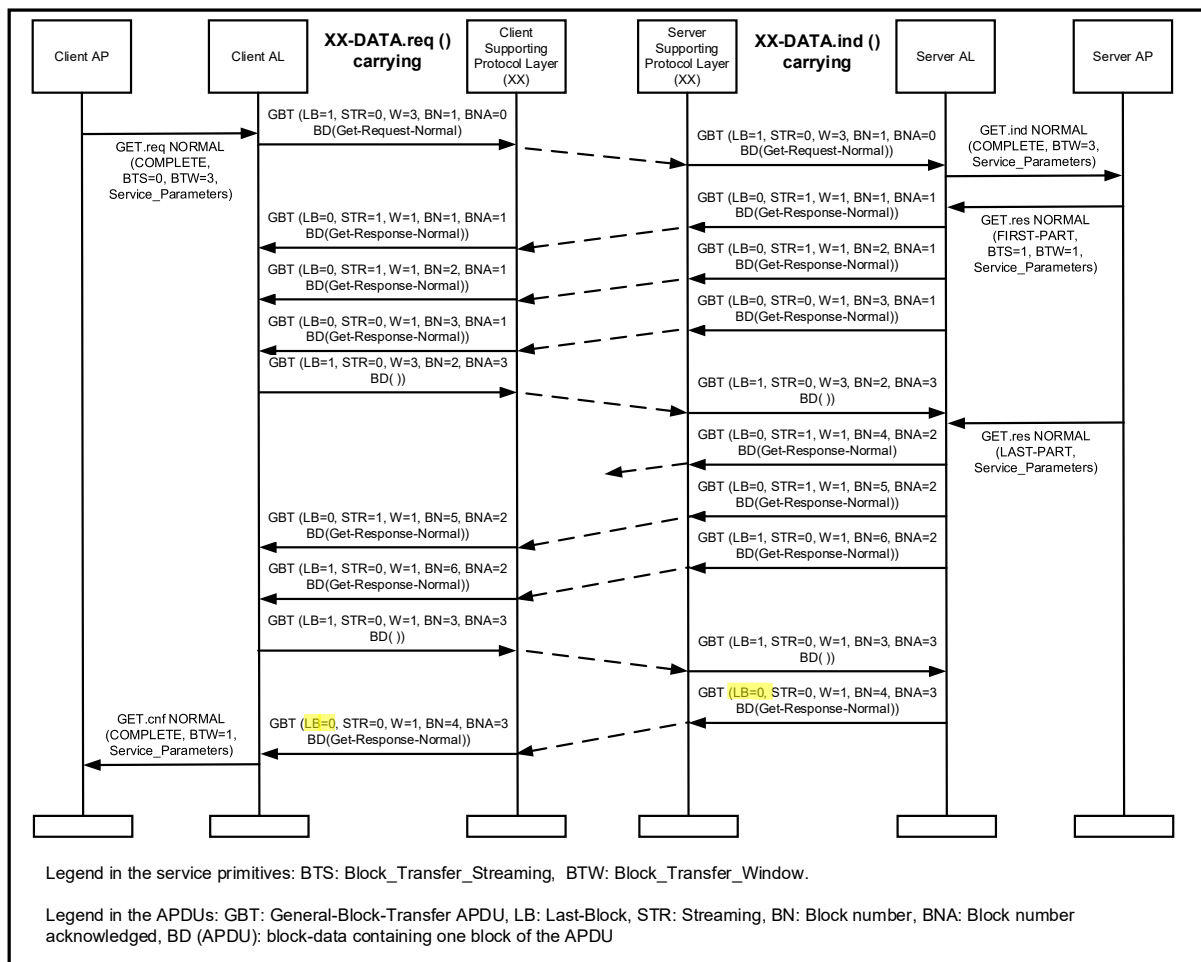 Client AP
Client AL
XX-DATA.req ()
carrying
Client
Supporting
Protocol Layer
(XX)
Server
Supporting
Protocol Layer
(XX)
XX-DATA.ind ()
carrying
Server AL
Server AP
GET.req NORMAL
(COMPLETE,
BTS=0, BTW=3,
Service_Parameters)
GBT (LB=1, STR=0, W=3, BN=1, BNA=0
BD(Get-Request-Normal)
GBT (LB=1, STR=0, W=3, BN=1, BNA=0
BD(Get-Request-Normal))
GET.ind NORMAL
(COMPLETE, BTW=3,
Service_Parameters)
GET.res NORMAL
(FIRST-PART,
BTS=1, BTW=1,
Service_Parameters)
GBT (LB=0, STR=1, W=1, BN=1, BNA=1
BD(Get-Response-Normal))
GBT (LB=0, STR=1, W=1, BN=1, BNA=1
BD(Get-Response-Normal))
GBT (LB=0, STR=1, W=1, BN=2, BNA=1
BD(Get-Response-Normal))
GBT (LB=0, STR=1, W=1, BN=2, BNA=1
BD(Get-Response-Normal))
GBT (LB=0, STR=0, W=1, BN=3, BNA=1
BD(Get-Response-Normal))
GBT (LB=0, STR=0, W=1, BN=3, BNA=1
BD(Get-Response-Normal))
GBT (LB=1, STR=0, W=3, BN=2, BNA=3
BD( ))
GBT (LB=1, STR=0, W=3, BN=2, BNA=3
BD( ))
GET.res NORMAL
(LAST-PART,
Service_Parameters)
GBT (LB=0, STR=1, W=1, BN=4, BNA=2
BD(Get-Response-Normal)
GBT (LB=0, STR=1, W=1, BN=5, BNA=2
BD(Get-Response-Normal))
GBT (LB=0, STR=1, W=1, BN=5, BNA=2
BD(Get-Response-Normal))
GBT (LB=1, STR=0, W=1, BN=6, BNA=2
BD(Get-Response-Normal))
GBT (LB=1, STR=0, W=1, BN=6, BNA=2
BD(Get-Response-Normal))
GBT (LB=1, STR=0, W=1, BN=3, BNA=3
BD( ))
GBT (LB=1, STR=0, W=1, BN=3, BNA=3
BD( ))
GBT (LB=0, STR=0, W=1, BN=4, BNA=3
BD(Get-Response-Normal))
GBT (LB=0, STR=0, W=1, BN=4, BNA=3
BD(Get-Response-Normal))
GET.cnf NORMAL
(COMPLETE, BTW=1,
Service_Parameters)
Legend in the service primitives: BTS: Block_Transfer_Streaming, BTW: Block_Transfer_Window.
Legend in the APDUs: GBT: General-Block-Transfer APDU, LB: Last-Block, STR: Streaming, BN: Block number, BNA: Block number
acknowledged, BD (APDU): block-data containing one block of the APDU